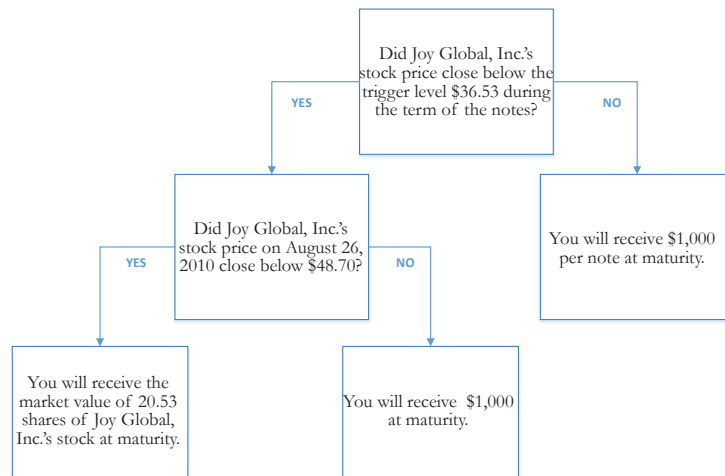 Did Joy Global, Inc.'s
stock price close below the
trigger level $36.53 during
the term of the notes?
YES
NO
Did Joy Global, Inc.'s
stock price on August 26,
2010 close below $48.70?
You will receive $1,000
per note at maturity.
YES
NO
You will receive the
market value of 20.53
shares of Joy Global,
Inc.'s stock at maturity.
You will receive $1,000
at maturity.